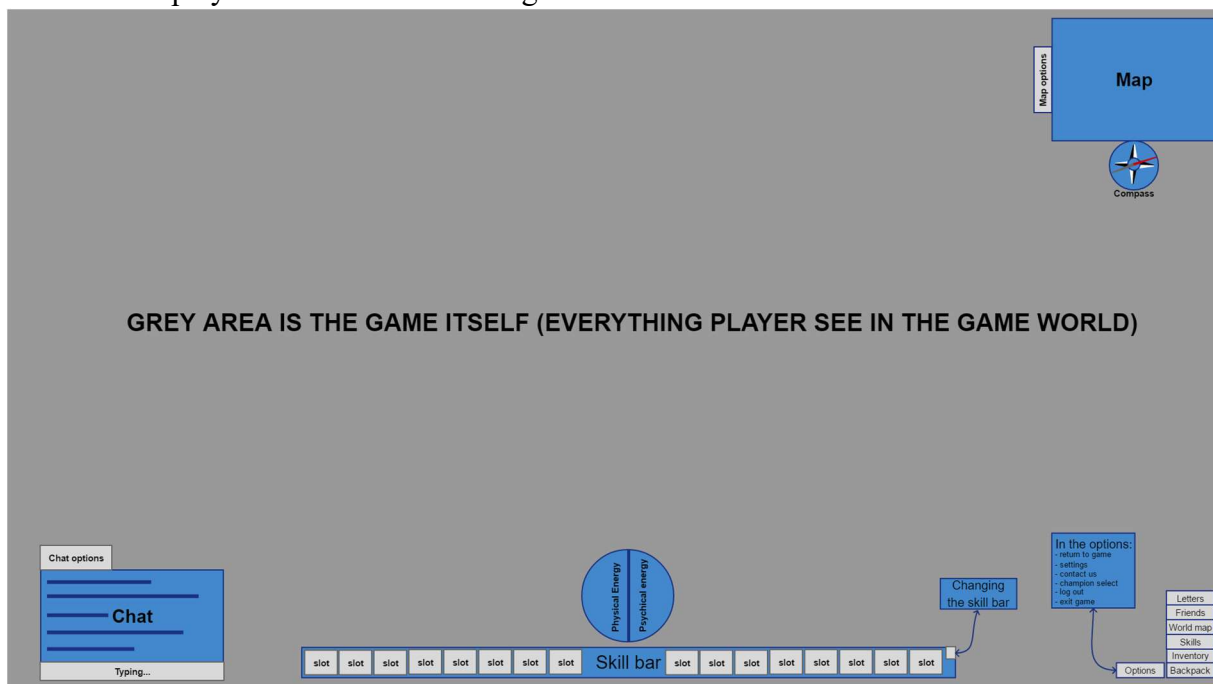 Map options
Map
Compass
GREY AREA IS THE GAME ITSELF (EVERYTHING PLAYER SEE IN THE GAME WORLD)
Chat options
Chat
Typing...
Physical Energy
Psychical energy
slot slot slot slot slot slot slot slot Skill bar slot slot slot slot slot slot slot slot
Changing
the skill bar
In the options:
- return to game
- settings
- contact us
- champion select
- log out
- exit game
Letters
Friends
World map
Skills
Inventory
Options Backpack